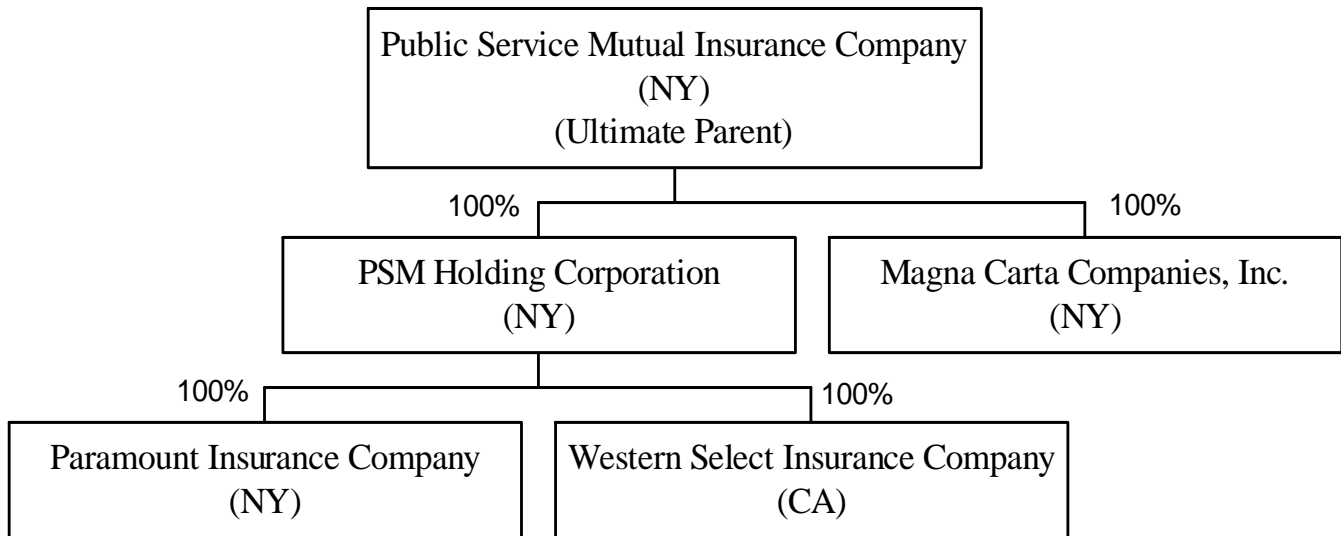 Public Service Mutual Insurance Company
(NY)
(Ultimate Parent)
100%
100%
PSM Holding Corporation
(NY)
Magna Carta Companies, Inc.
(NY)
100%
100%
Paramount Insurance Company
(NY)
Western Select Insurance Company
(CA)